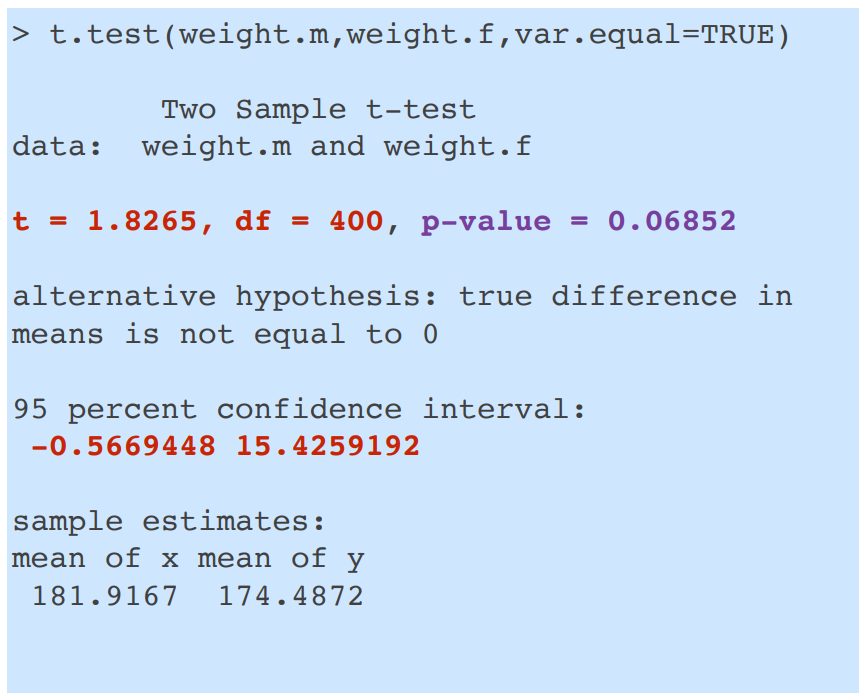 > t.test(weight.m,weight.f,var.equal=TRUE)
Two Sample t-test
data: weight.m and weight.f
t = 1.8265, df = 400, p-value = 0.06852
alternative hypothesis: true difference in
means is not equal to 0
95 percent confidence interval:
-0.5669448 15.4259192
sample estimates:
mean of x mean of y
181.9167 174.4872